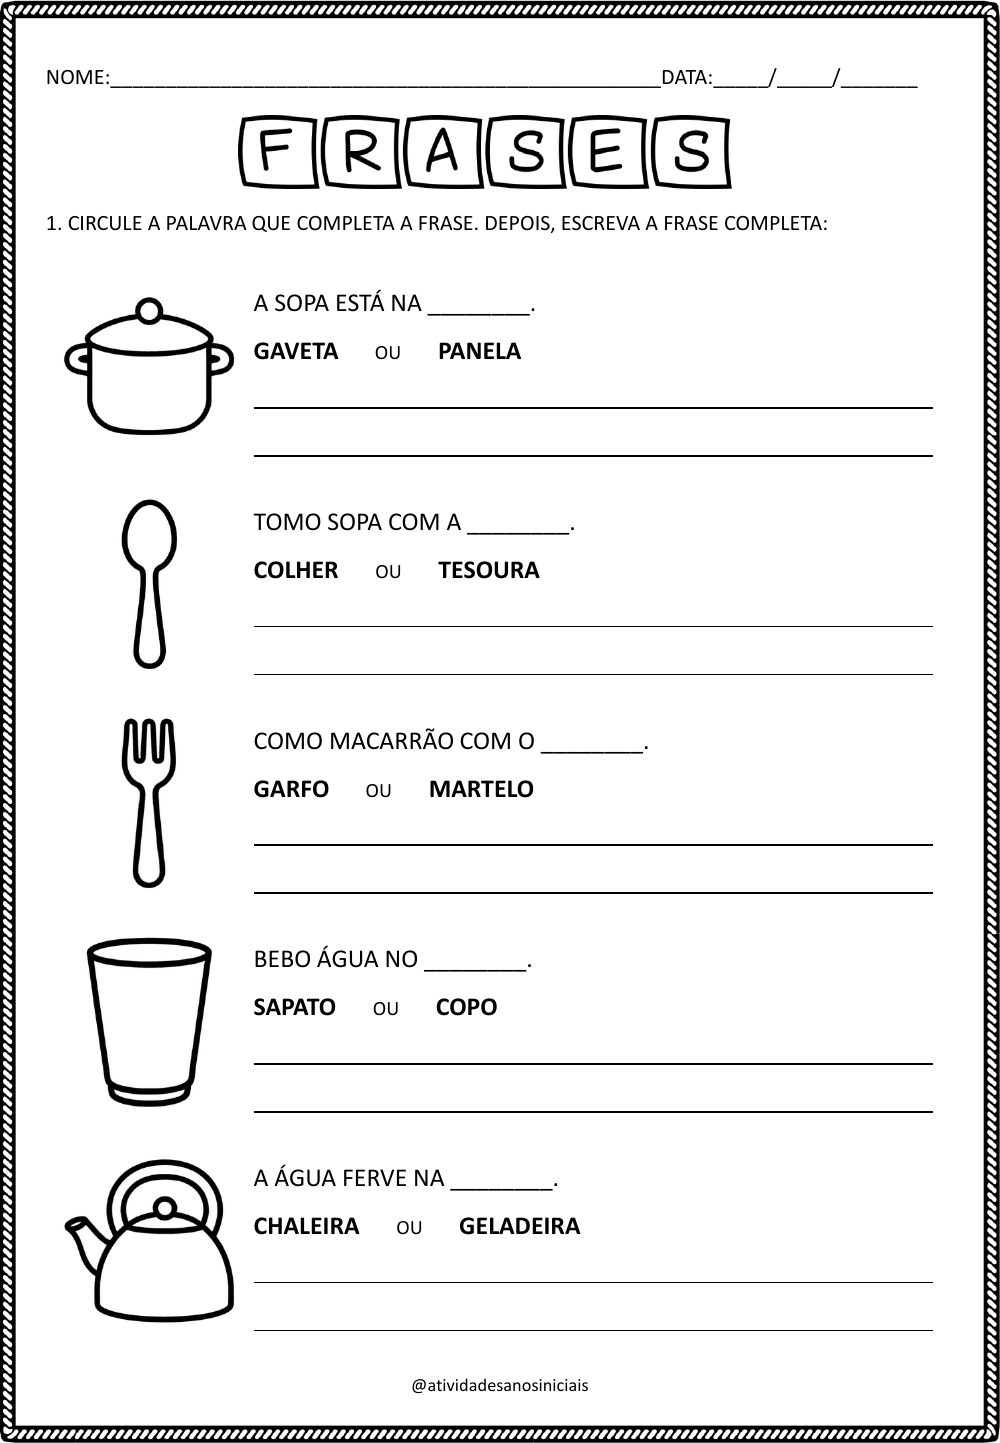 NOME:__________________________________________________DATA:_____/_____/_______
FRASES
1. CIRCULE A PALAVRA QUE COMPLETA A FRASE. DEPOIS, ESCREVA A FRASE COMPLETA:
A SOPA ESTÁ NA ________.
GAVETA OU PANELA
TOMO SOPA COM A ________.
COLHER OU TESOURA
COMO MACARRÃO COM O ________.
GARFO OU MARTELO
BEBO ÁGUA NO ________.
SAPATO OU COPO
A ÁGUA FERVE NA ________.
CHALEIRA OU GELADEIRA
@atividadesanosiniciais